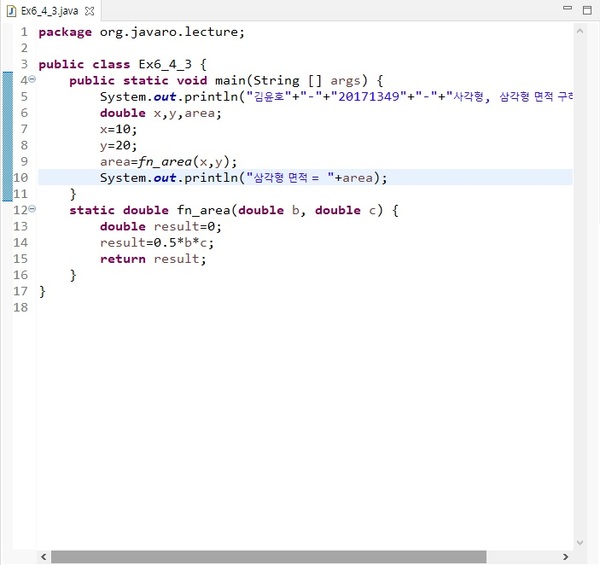 Ex6_4_3.java
1 package org.javaro.lecture;
2
3 public class Ex6_4_3 {
4 public static void main(String [] args) {
5 System.out.println("김윤호"+"-"+"20171349"+"-"+"사각형, 삼각형 면적
6 double x,y,area;
7 x=10;
8 y=20;
9 area=fn_area(x,y);
10 System.out.println("삼각형 면적 = "+area);
11 }
12 static double fn_area(double b, double c) {
13 double result=0;
14 result=0.5*b*c;
15 return result;
16 }
17 }
18